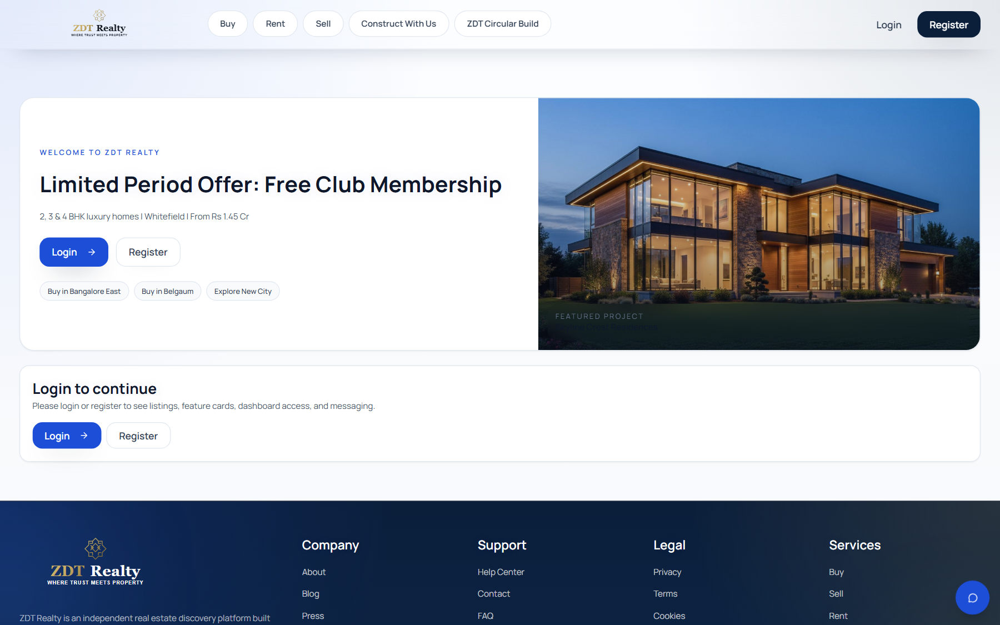 ZDT Realty
WHERE TRUST MEETS PROPERTY
Buy
Rent
Sell
Construct With Us
ZDT Circular Build
Login
Register
WELCOME TO ZDT REALTY
Limited Period Offer: Free Club Membership
2, 3 & 4 BHK luxury homes | Whitefield | From Rs 1.45 Cr
Login →
Register
Buy in Bangalore East
Buy in Belgaum
Explore New City
FEATURED PROJECT
Crest Residences
Login to continue
Please login or register to see listings, feature cards, dashboard access, and messaging.
Login →
Register
ZDT Realty
WHERE TRUST MEETS PROPERTY
ZDT Realty is an independent real estate discovery platform built
Company
About
Blog
Press
Support
Help Center
Contact
FAQ
Legal
Privacy
Terms
Cookies
Services
Buy
Sell
Rent